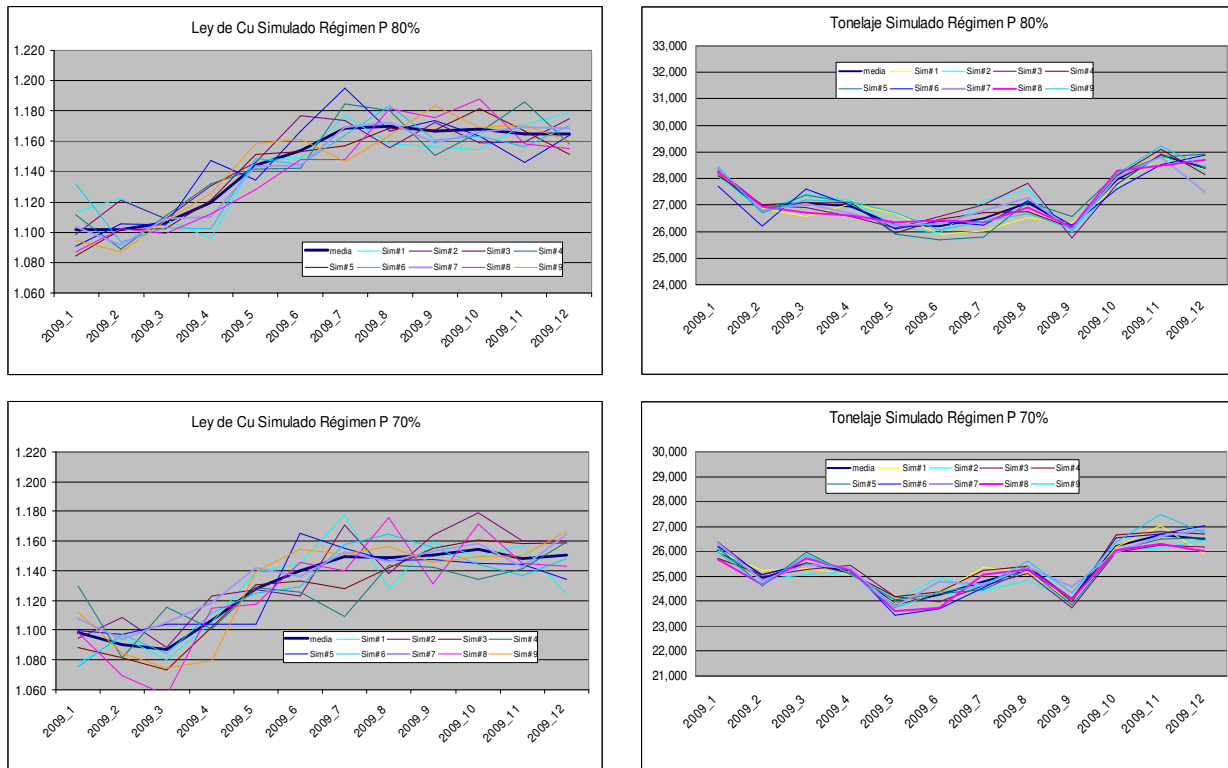 Ley de Cu Simulado Régimen P 80%
1.220
1.200
1.180
1.160
1.140
1.120
1.100
1.080
1.060
media Sim#1 Sim#2 Sim#3 Sim#4
Sim#5 Sim#6 Sim#7 Sim#8 Sim#9
2009_1 2009_2 2009_3 2009_4 2009_5 2009_6 2009_7 2009_8 2009_9 2009_10 2009_11 2009_12
Tonelaje Simulado Régimen P 80%
33,000
32,000
31,000
30,000
29,000
28,000
27,000
26,000
25,000
24,000
media Sim#1 Sim#2 Sim#3 Sim#4
Sim#5 Sim#6 Sim#7 Sim#8 Sim#9
2009_1 2009_2 2009_3 2009_4 2009_5 2009_6 2009_7 2009_8 2009_9 2009_10 2009_11 2009_12
Ley de Cu Simulado Régimen P 70%
1.220
1.200
1.180
1.160
1.140
1.120
1.100
1.080
1.060
media Sim#1 Sim#2 Sim#3 Sim#4
Sim#5 Sim#6 Sim#7 Sim#8 Sim#9
2009_1 2009_2 2009_3 2009_4 2009_5 2009_6 2009_7 2009_8 2009_9 2009_10 2009_11 2009_12
Tonelaje Simulado Régimen P 70%
30,000
29,000
28,000
27,000
26,000
25,000
24,000
23,000
22,000
21,000
media Sim#1 Sim#2 Sim#3 Sim#4
Sim#5 Sim#6 Sim#7 Sim#8 Sim#9
2009_1 2009_2 2009_3 2009_4 2009_5 2009_6 2009_7 2009_8 2009_9 2009_10 2009_11 2009_12